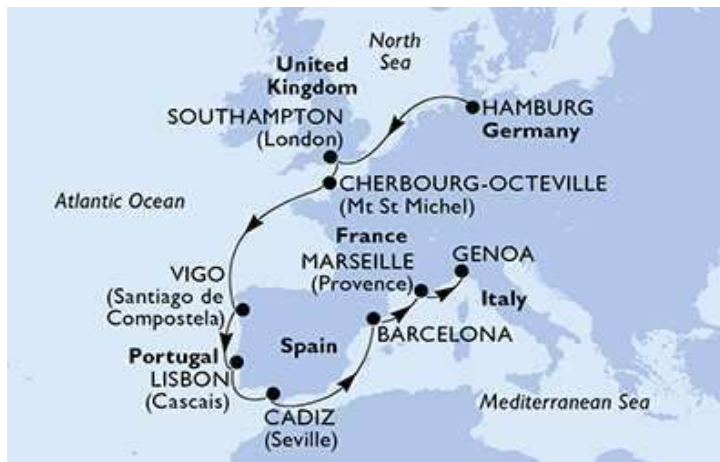 North
Sea
United
Kingdom
SOUTHAMPTON
(London)
HAMBURG
Germany
CHERBOURG-OCTEVILLE
(Mt St Michel)
Atlantic Ocean
France
MARSEILLE
(Provence)
GENOA
Italy
VIGO
(Santiago de
Compostela)
BARCELONA
Spain
Portugal
LISBON
(Cascais)
CADIZ
(Seville)
Mediterranean Sea